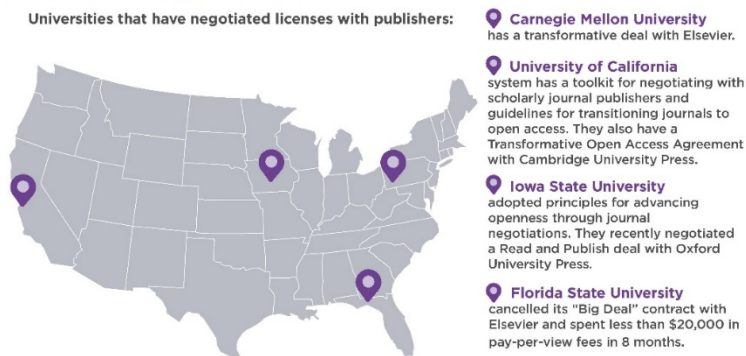 Universities that have negotiated licenses with publishers:
Carnegie Mellon University
has a transformative deal with Elsevier.
University of California
system has a toolkit for negotiating with
scholarly journal publishers and
guidelines for transitioning journals to
open access. They also have a
Transformative Open Access Agreement
with Cambridge University Press.
Iowa State University
adopted principles for advancing
openness through journal
negotiations. They recently negotiated
a Read and Publish deal with Oxford
University Press.
Florida State University
cancelled its “Big Deal” contract with
Elsevier and spent less than $20,000 in
pay-per-view fees in 8 months.